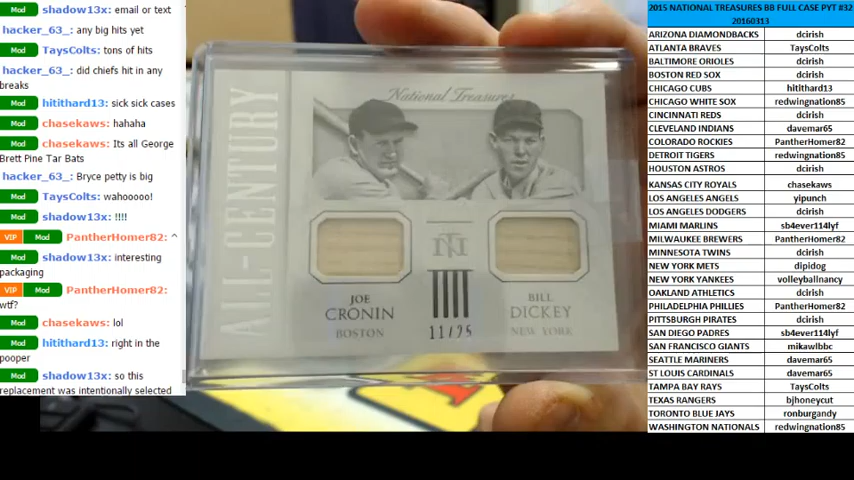 Mod shadow13x: email or text
hacker_63_: any big hits yet
Mod TaysColts: tons of hits
hacker_63_: did chiefs hit in any
breaks
Mod hitithard13: sick sick cases
Mod chasekaws: hahaha
Mod chasekaws: Its all George
Brett Pine Tar Bats
hacker_63_: Bryce petty is big
Mod TaysColts: wahooooo!
Mod shadow13x: !!!!
VIP Mod PantherHomer82: ^
Mod shadow13x: interesting
packaging
VIP Mod PantherHomer82:
wtf?
Mod chasekaws: lol
Mod hitithard13: right in the
pooper
Mod shadow13x: so this
replacement was intentionally selected
ALL-CENTURY
National Treasures
NT
JOE
CRONIN
BOSTON
11/25
BILL
DICKEY
NEW YORK
2015 NATIONAL TREASURES BB FULL CASE PYT #32
20160313
ARIZONA DIAMONDBACKS dcirish
ATLANTA BRAVES TaysColts
BALTIMORE ORIOLES dcirish
BOSTON RED SOX dcirish
CHICAGO CUBS hitithard13
CHICAGO WHITE SOX redwingnation85
CINCINNATI REDS dcirish
CLEVELAND INDIANS davemar65
COLORADO ROCKIES PantherHomer82
DETROIT TIGERS redwingnation85
HOUSTON ASTROS dcirish
KANSAS CITY ROYALS chasekaws
LOS ANGELES ANGELS yipunch
LOS ANGELES DODGERS dcirish
MIAMI MARLINS sb4ever114lyf
MILWAUKEE BREWERS PantherHomer82
MINNESOTA TWINS dcirish
NEW YORK METS dipidog
NEW YORK YANKEES volleyballnancy
OAKLAND ATHLETICS dcirish
PHILADELPHIA PHILLIES PantherHomer82
PITTSBURGH PIRATES dcirish
SAN DIEGO PADRES sb4ever114lyf
SAN FRANCISCO GIANTS mikawlbbc
SEATTLE MARINERS davemar65
ST LOUIS CARDINALS davemar65
TAMPA BAY RAYS TaysColts
TEXAS RANGERS bjhoneycut
TORONTO BLUE JAYS ronburgandy
WASHINGTON NATIONALS redwingnation85